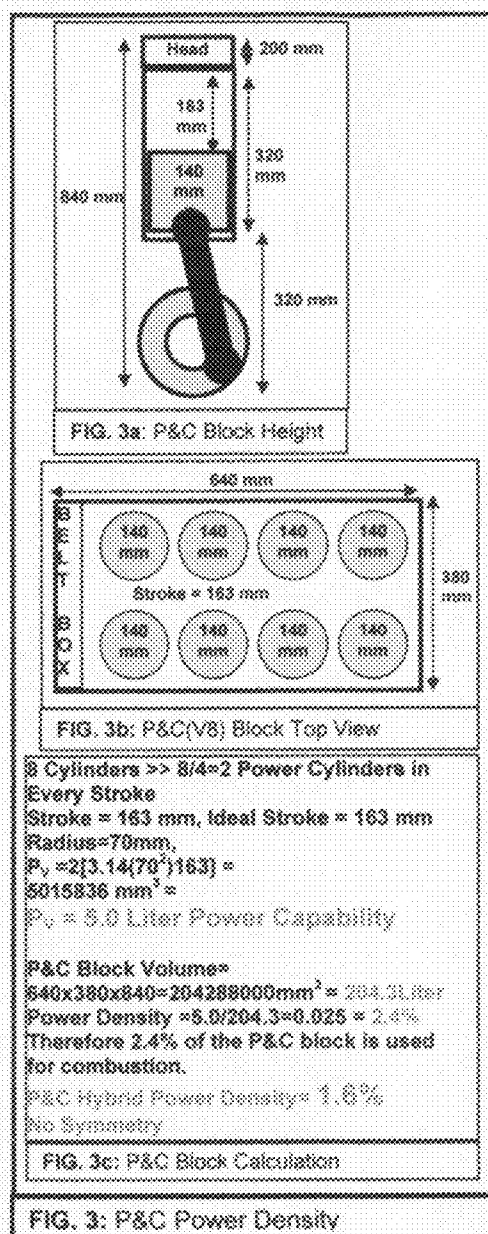 Head
200 mm
163
mm
320
mm
140
mm
840 mm
320 mm
FIG. 3a: P&C Block Height
640 mm
BELT BOX
140 mm
140 mm
140 mm
140 mm
380 mm
Stroke = 163 mm
140 mm
140 mm
140 mm
140 mm
FIG. 3b: P&C(V8) Block Top View
8 Cylinders >> 8/4=2 Power Cylinders in
Every Stroke
Stroke = 163 mm, Ideal Stroke = 163 mm
Radius=70mm,
Pv =2[3.14(70²)163] =
5015836 mm³ =
Pv = 5.0 Liter Power Capability
P&C Block Volume=
640x380x840=204288000mm³ = 204.3Liter
Power Density =5.0/204.3=0.025 = 2.4%
Therefore 2.4% of the P&C block is used
for combustion.
P&C Hybrid Power Density= 1.6%
No Symmetry
FIG. 3c: P&C Block Calculation
FIG. 3: P&C Power Density